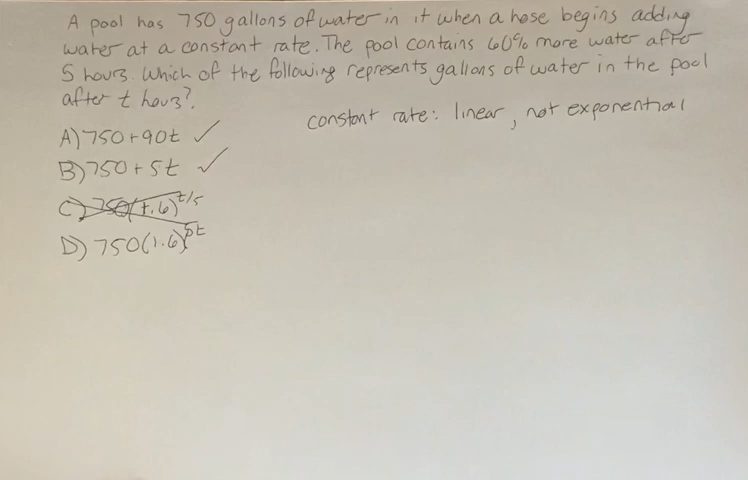 A pool has 750 gallons of water in it when a hose begins adding
water at a constant rate. The pool contains 60% more water after
5 hours. Which of the following represents gallons of water in the pool
after t hours?
constant rate: linear, not exponential
A) 750+90t ✓
B) 750+5t ✓
C) 750(1.6)^t/5
D) 750(1.6)^5t